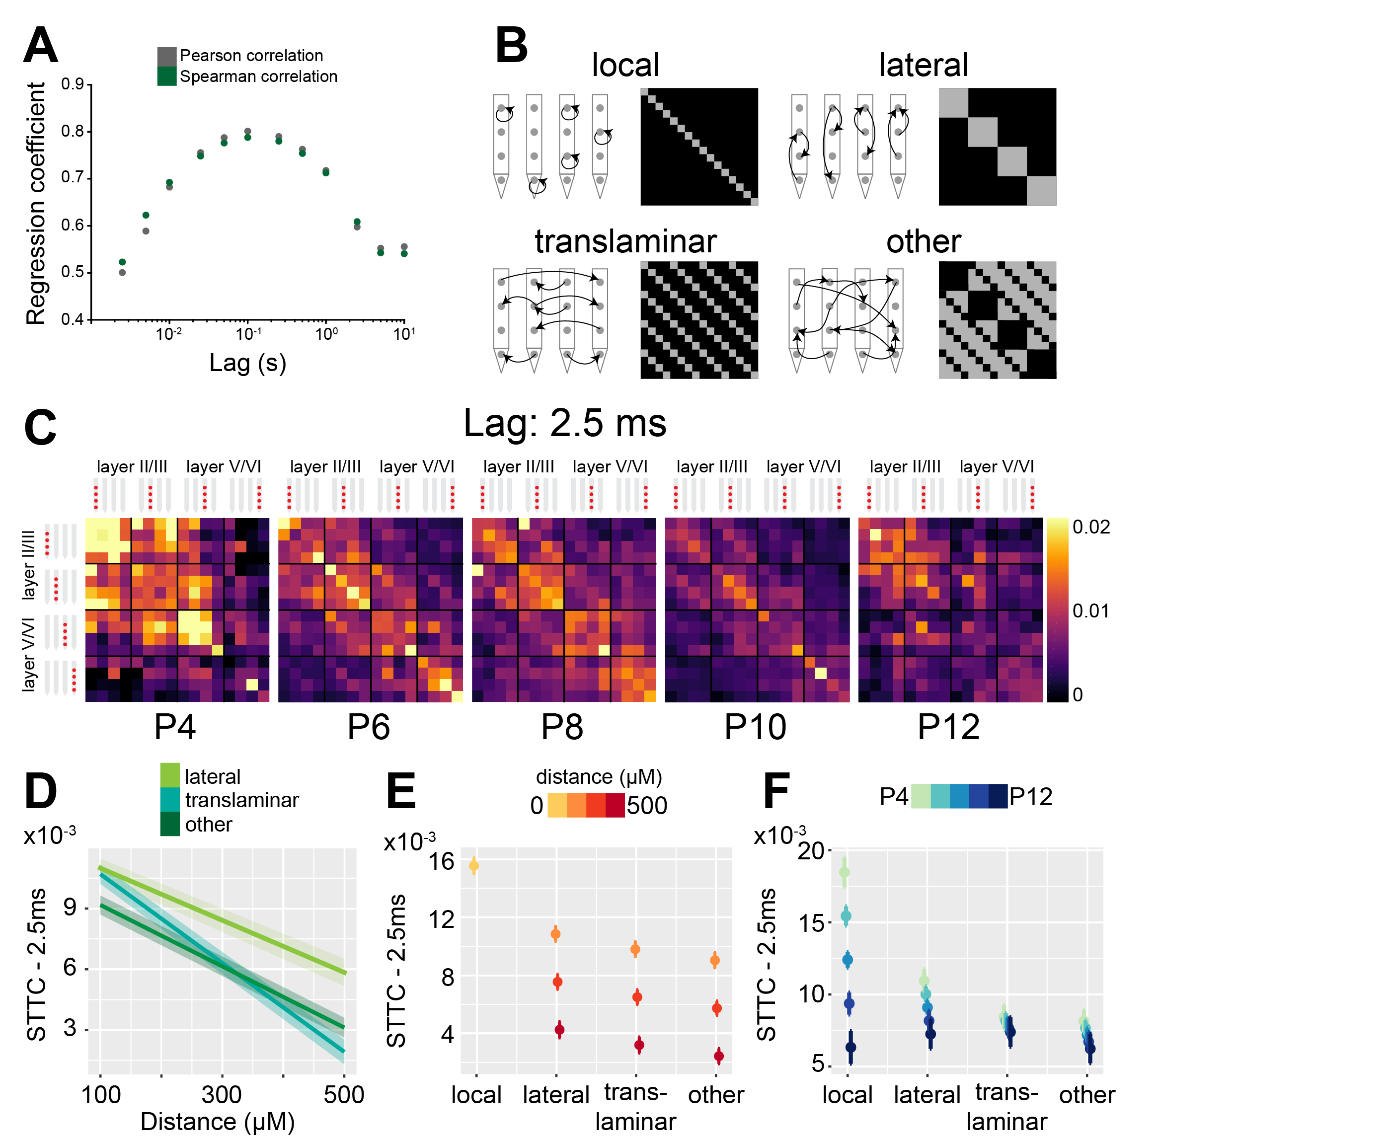 A
Pearson correlation
Spearman correlation
Regression coefficient
0.9
0.8
0.7
0.6
0.5
0.4
10-2
10-1
100
101
Lag (s)
B
local
lateral
translaminar
other
C
Lag: 2.5 ms
layer II/III layer V/VI layer II/III layer V/VI layer II/III layer V/VI layer II/III layer V/VI layer II/III layer V/VI
layer II/III
layer II/III
layer V/VI
layer V/VI
0.02
0.01
0
P4 P6 P8 P10 P12
D
lateral
translaminar
other
x10-3
STTC - 2.5ms
9
6
3
100 300 500
Distance (µM)
E
distance (µM)
0 500
x10-3
STTC - 2.5ms
16
12
8
4
local lateral trans-laminar other
F
P4 P12
x10-3
STTC - 2.5ms
20
15
10
5
local lateral trans-laminar other